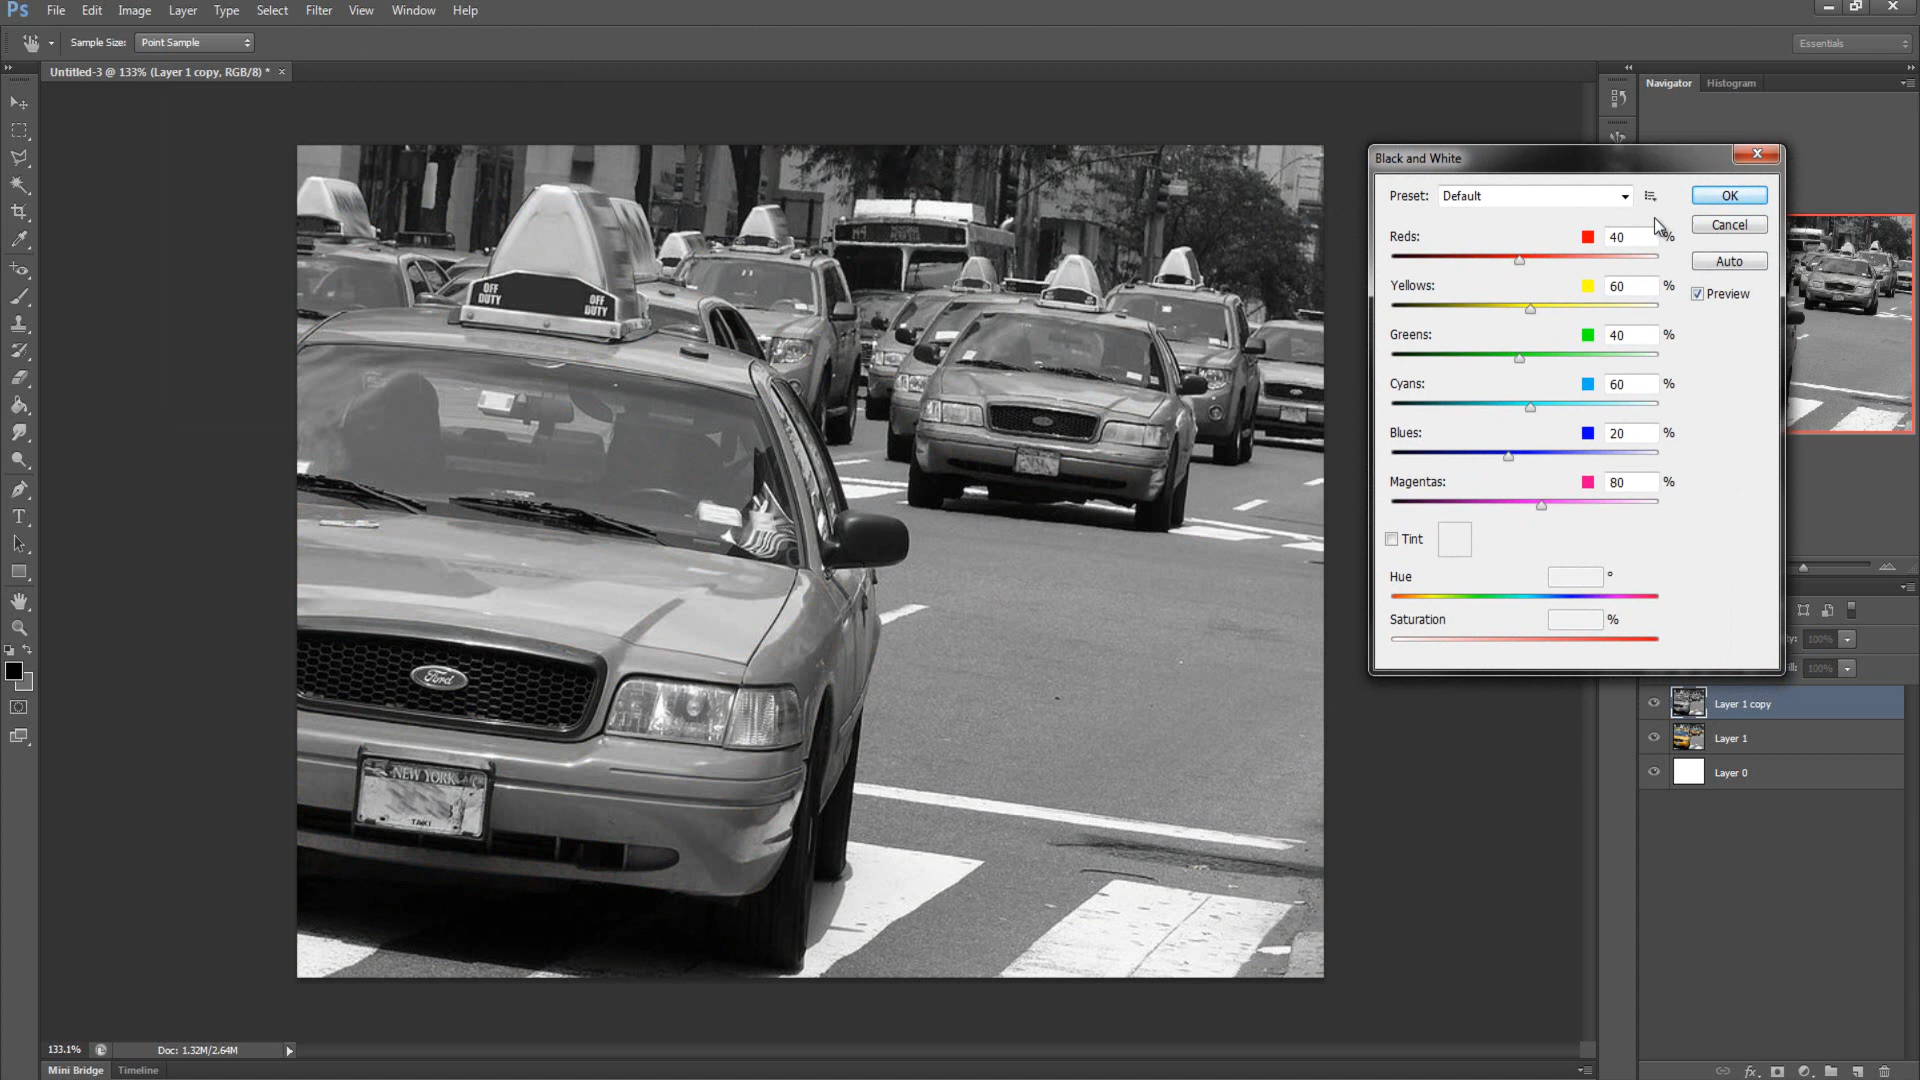 Ps File Edit Image Layer Type Select Filter View Window Help
Sample Size: Point Sample
Essentials
Untitled-3 @ 133% (Layer 1 copy, RGB/8) * ×
Navigator Histogram
Black and White
Preset: Default
OK
Cancel
Auto
Preview
Reds: 40 %
Yellows: 60 %
Greens: 40 %
Cyans: 60 %
Blues: 20 %
Magentas: 80 %
Tint
Hue °
Saturation %
100%
100%
Layer 1 copy
Layer 1
Layer 0
OFF DUTY
OFF DUTY
Ford
NEW YORK
TAXI
133.1% Doc: 1.32M/2.64M
Mini Bridge Timeline